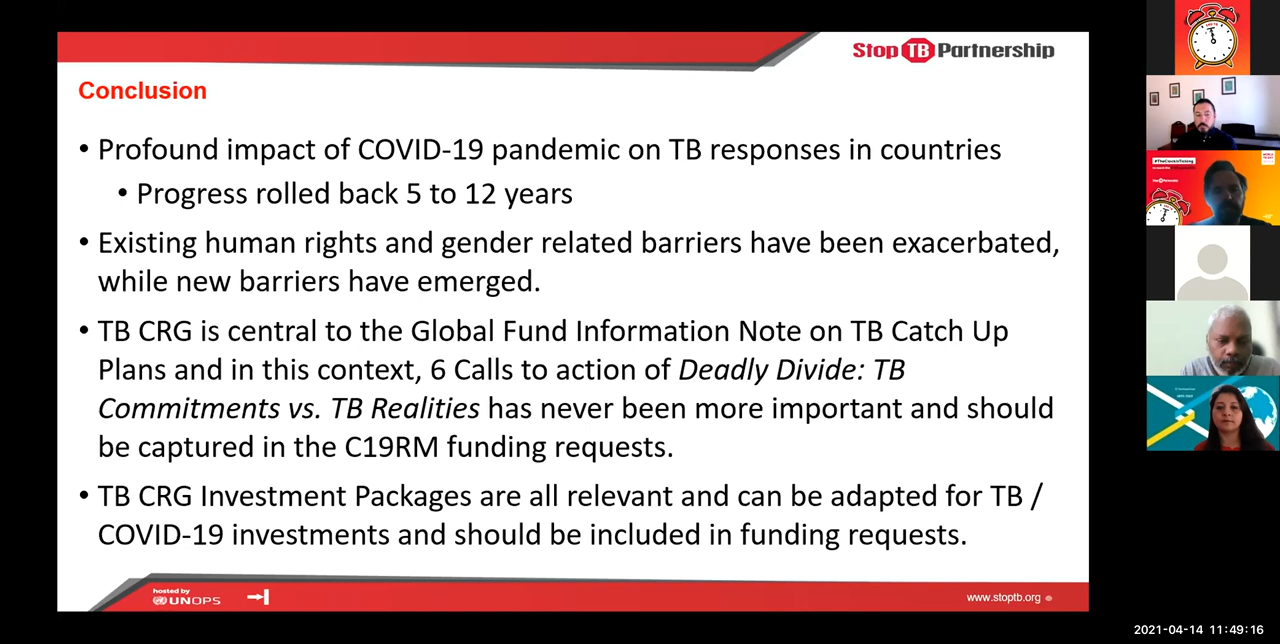 Stop TB Partnership
Conclusion
• Profound impact of COVID-19 pandemic on TB responses in countries
• Progress rolled back 5 to 12 years
• Existing human rights and gender related barriers have been exacerbated,
while new barriers have emerged.
• TB CRG is central to the Global Fund Information Note on TB Catch Up
Plans and in this context, 6 Calls to action of Deadly Divide: TB
Commitments vs. TB Realities has never been more important and should
be captured in the C19RM funding requests.
• TB CRG Investment Packages are all relevant and can be adapted for TB /
COVID-19 investments and should be included in funding requests.
hosted by
UNOPS
www.stoptb.org
#TheClockIsTicking
2021-04-14 11:49:16